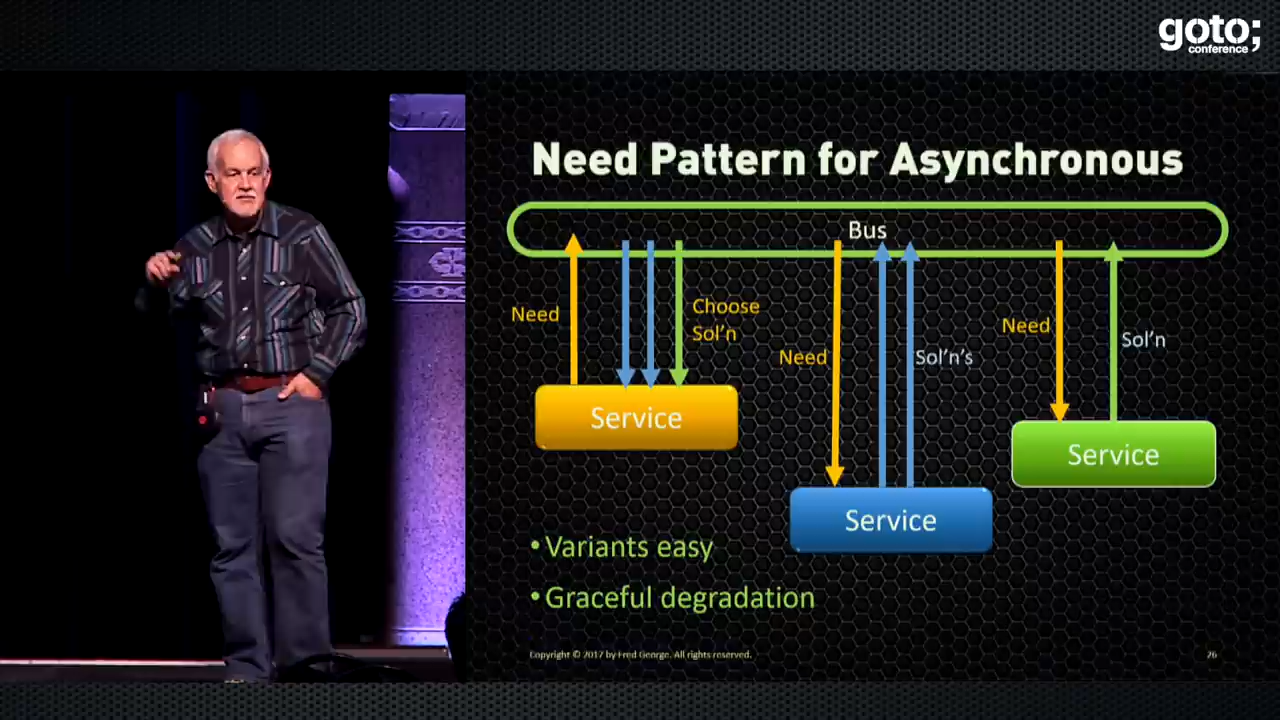 goto;
conference
Need Pattern for Asynchronous
Bus
Need
Choose
Sol'n
Need
Sol'n's
Need
Sol'n
Service
Service
Service
• Variants easy
• Graceful degradation
Copyright © 2017 by Fred George. All rights reserved.
26